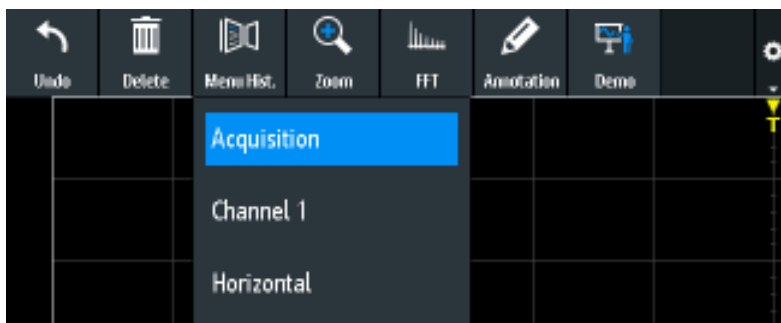 Undo Delete Menu Hist. Zoom FFT Annotation Demo
T
Acquisition
Channel 1
Horizontal